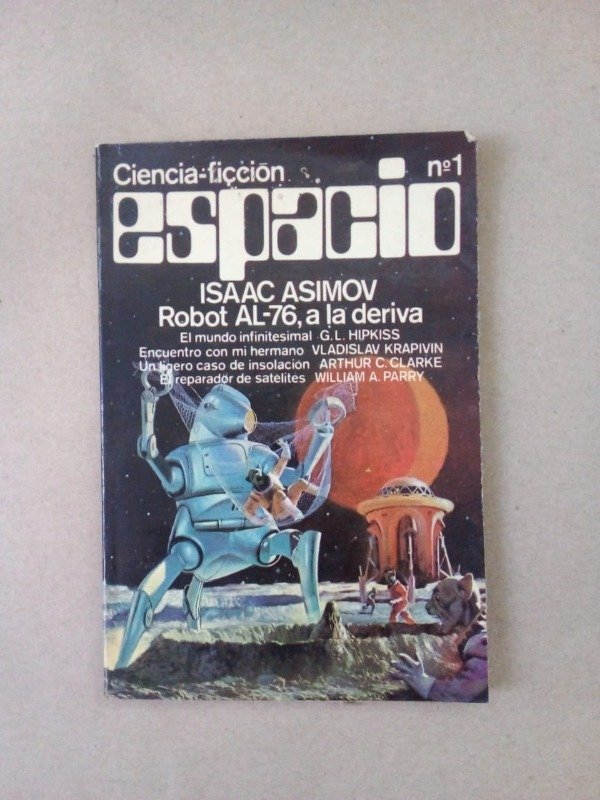 Ciencia-ficción nº1
espacio
ISAAC ASIMOV
Robot AL-76, a la deriva
El mundo infinitesimal G.L. HIPKISS
Encuentro con mi hermano VLADISLAV KRAPIVIN
Un ligero caso de insolación ARTHUR C. CLARKE
El reparador de satelites WILLIAM A. PARRY